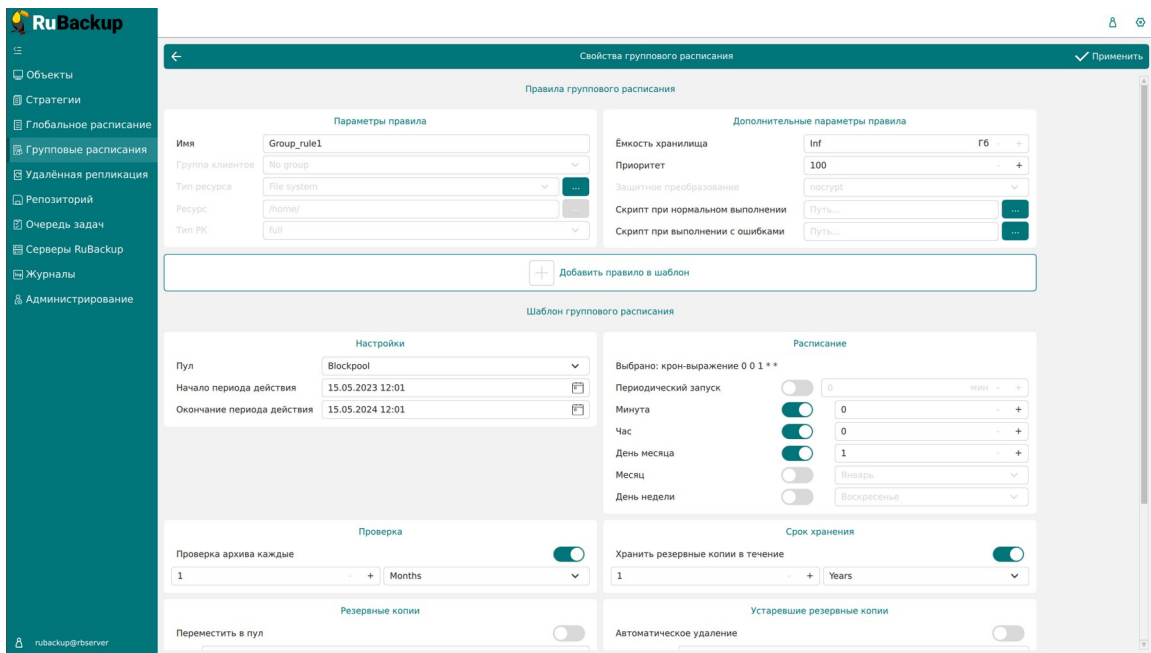 RuBackup
Объекты
Стратегии
Глобальное расписание
Групповые расписания
Удалённая репликация
Репозиторий
Очередь задач
Серверы RuBackup
Журналы
Администрирование
rubackup@rbserver
Свойства группового расписания
Применить
Правила группового расписания
Параметры правила
Имя Group_rule1
Группа клиентов No group
Тип ресурса File system ...
Ресурс /home/ ...
Тип РК full
Дополнительные параметры правила
Ёмкость хранилища Inf Гб - +
Приоритет 100 - +
Защитное преобразование nocrypt
Скрипт при нормальном выполнении Путь... ...
Скрипт при выполнении с ошибками Путь... ...
+ Добавить правило в шаблон
Шаблон группового расписания
Настройки
Пул Blockpool
Начало периода действия 15.05.2023 12:01
Окончание периода действия 15.05.2024 12:01
Расписание
Выбрано: крон-выражение 0 0 1 * *
Периодический запуск 0 мин - +
Минута 0 - +
Час 0 - +
День месяца 1 - +
Месяц Январь
День недели Воскресенье
Проверка
Проверка архива каждые
1 - + Months
Срок хранения
Хранить резервные копии в течение
1 - + Years
Резервные копии
Переместить в пул
Устаревшие резервные копии
Автоматическое удаление